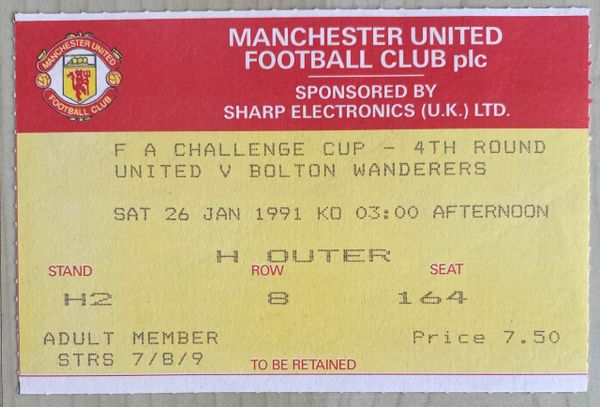 MANCHESTER UNITED
FOOTBALL CLUB
MANCHESTER UNITED
FOOTBALL CLUB plc
SPONSORED BY
SHARP ELECTRONICS (U.K.) LTD.
F A CHALLENGE CUP - 4TH ROUND
UNITED V BOLTON WANDERERS
SAT 26 JAN 1991 KO 03:00 AFTERNOON
H OUTER
STAND ROW SEAT
H2 8 164
ADULT MEMBER Price 7.50
STRS 7/8/9
TO BE RETAINED